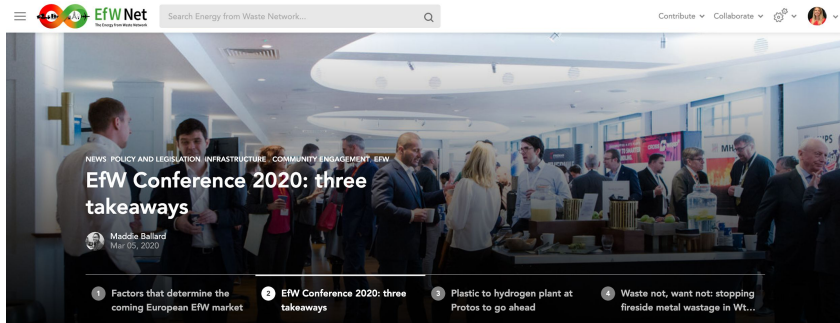 EfW Net
The Energy from Waste Network
Search Energy from Waste Network...
Contribute
Collaborate
NEWS POLICY AND LEGISLATION INFRASTRUCTURE COMMUNITY ENGAGEMENT EFW
EfW Conference 2020: three
takeaways
Maddie Ballard
Mar 05, 2020
1 Factors that determine the
coming European EfW market
2 EfW Conference 2020: three
takeaways
3 Plastic to hydrogen plant at
Protos to go ahead
4 Waste not, want not: stopping
fireside metal wastage in Wt...